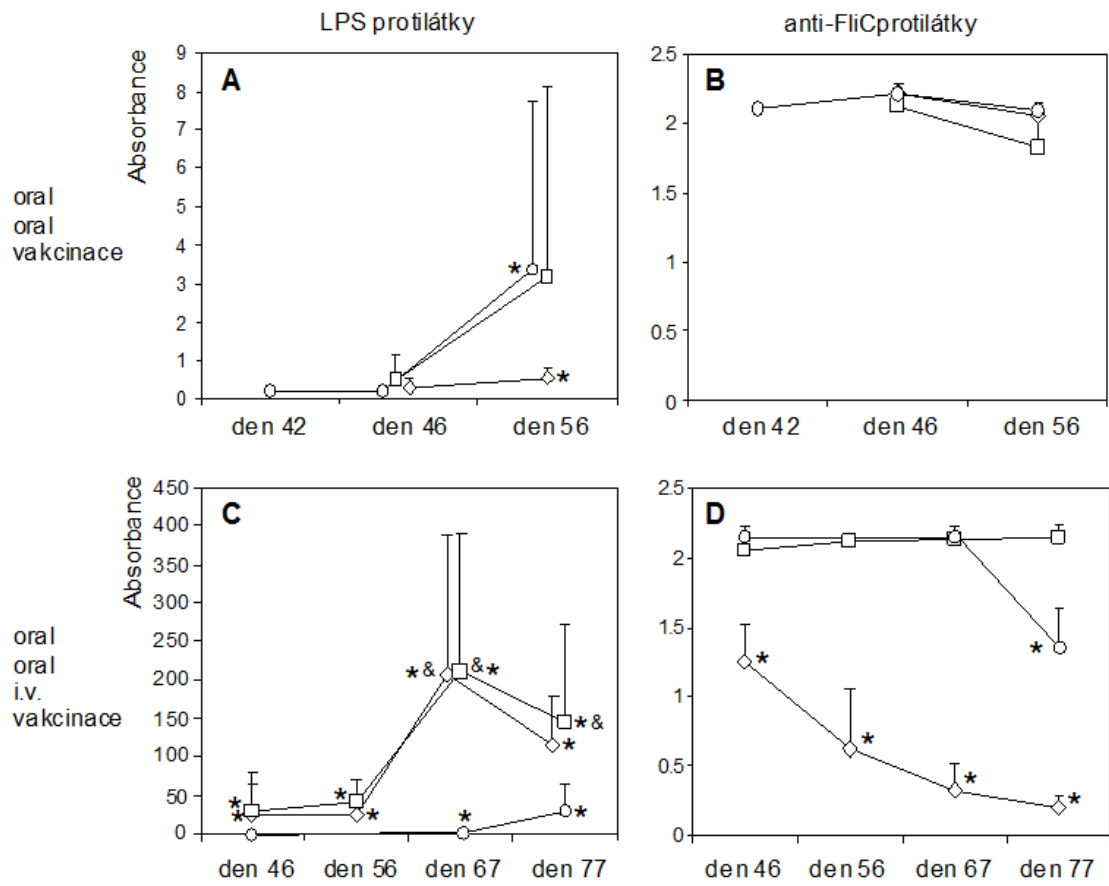 LPS protilátky
anti-FliCprotilátky
A
B
Absorbance
9
8
7
6
5
4
3
2
1
0
2.5
2
1.5
1
0.5
0
oral
oral
vakcinace
*
*
den 42 den 46 den 56
den 42 den 46 den 56
C
D
Absorbance
450
400
350
300
250
200
150
100
50
0
2.5
2
1.5
1
0.5
0
oral
oral
i.v.
vakcinace
* & & *
* &
*
*
*
*
*
*
*
*
*
*
*
*
den 46 den 56 den 67 den 77
den 46 den 56 den 67 den 77